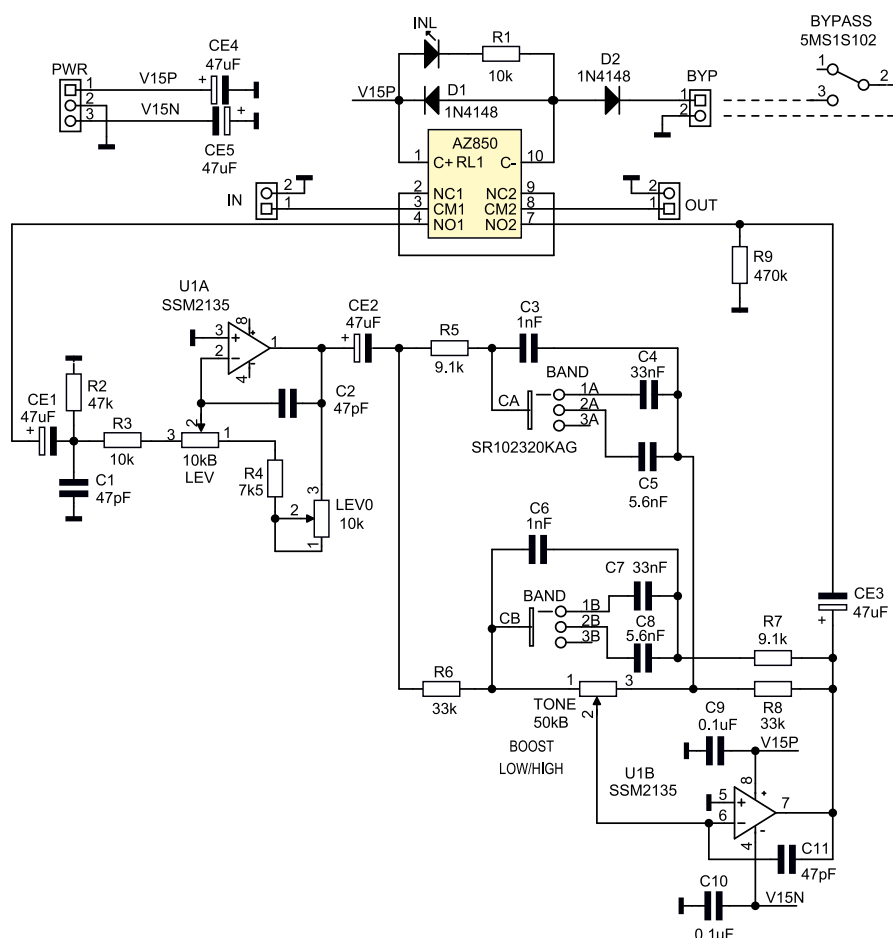 INL
R1
10k
BYPASS
5MS1S102
1
2
3
PWR
1
2
3
V15P
V15N
CE4
47uF
+
CE5
47uF
+
V15P
D1
1N4148
D2
1N4148
BYP
1
2
AZ850
1 C+ RL1 C- 10
2 NC1 NC2 9
3 CM1 CM2 8
4 NO1 NO2 7
IN
2
1
2
1
OUT
R9
470k
U1A
SSM2135
8
3
2
1
4
+
-
CE2
47uF
+
R5
9.1k
C3
1nF
C4
33nF
BAND
CA
1A
2A
3A
SR102320KAG
C5
5.6nF
CE1
47uF
+
R2
47k
R3
10k
C1
47pF
3
2
1
10kB
LEV
C2
47pF
R4
7k5
LEV0
10k
3
2
1
C6
1nF
C7 33nF
BAND
CB
1B
2B
3B
C8
5.6nF
R7
9.1k
CE3
47uF
+
R6
33k
1
3
2
TONE
50kB
BOOST
LOW/HIGH
R8
33k
C9
0.1uF
V15P
U1B
SSM2135
8
5
6
7
4
+
-
C11
47pF
C10
0.1uF
V15N